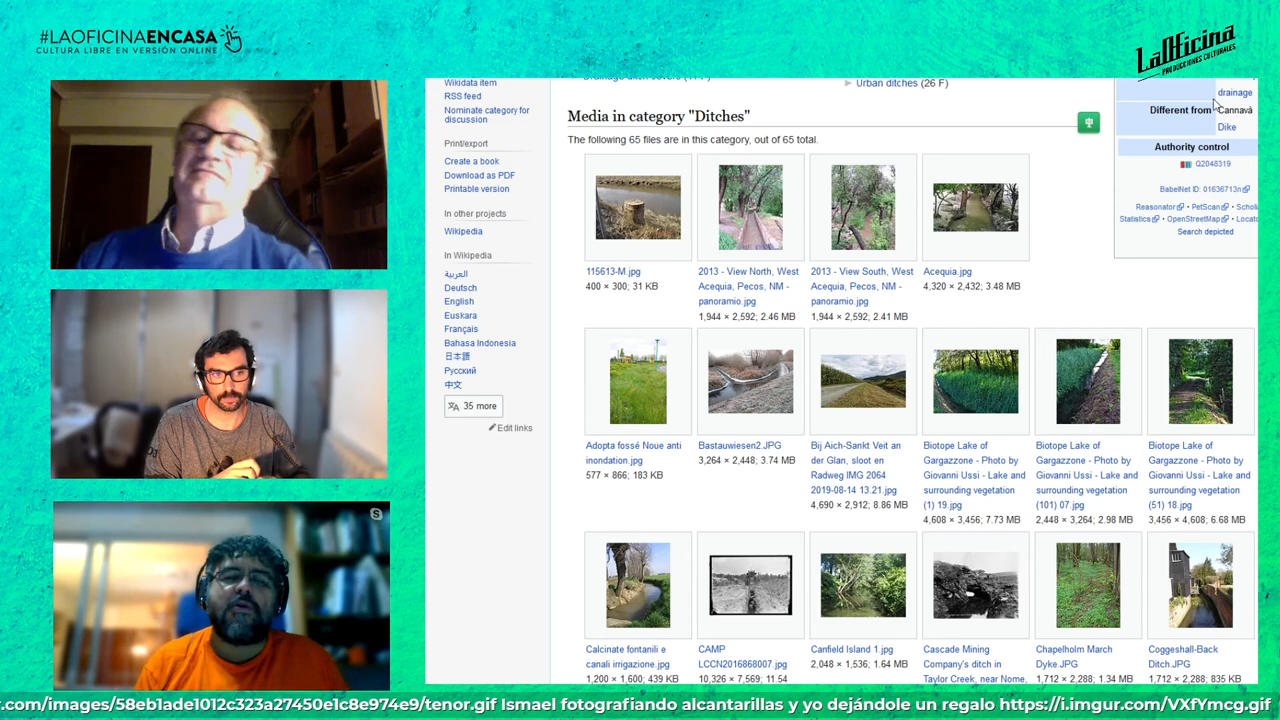 #LAOFICINAENCASA
CULTURA LIBRE EN VERSIÓN ONLINE
LaOficina
PRODUCCIONES CULTURALES
Wikidata item
RSS feed
Nominate category for
discussion
Print/export
Create a book
Download as PDF
Printable version
In other projects
Wikipedia
In Wikipedia
العربية
Deutsch
English
Euskara
Français
Bahasa Indonesia
日本語
Русский
中文
35 more
Edit links
Urban ditches (26 F)
Media in category "Ditches"
The following 65 files are in this category, out of 65 total.
drainage
Different from Cannavà
Dike
Authority control
Q2048319
BabelNet ID: 01636713n
Reasonator • PetScan •
Statistics • OpenStreetMap •
Search depicted
115613-M.jpg
400 × 300; 31 KB
2013 - View North, West
Acequia, Pecos, NM -
panoramio.jpg
1,944 × 2,592; 2.46 MB
2013 - View South, West
Acequia, Pecos, NM -
panoramio.jpg
1,944 × 2,592; 2.41 MB
Acequia.jpg
4,320 × 2,432; 3.48 MB
Adopta fossé Noue anti
inondation.jpg
577 × 866; 183 KB
Bastauwiesen2.JPG
3,264 × 2,448; 3.74 MB
Bij Aich-Sankt Veit an
der Glan, sloot en
Radweg IMG 2064
2019-08-14 13.21.jpg
4,690 × 2,912; 8.86 MB
Biotope Lake of
Gargazzone - Photo by
Giovanni Ussi - Lake and
surrounding vegetation
(1) 19.jpg
4,608 × 3,456; 7.73 MB
Biotope Lake of
Gargazzone - Photo by
Giovanni Ussi - Lake and
surrounding vegetation
(101) 07.jpg
2,448 × 3,264; 2.98 MB
Biotope Lake of
Gargazzone - Photo by
Giovanni Ussi - Lake and
surrounding vegetation
(51) 18.jpg
3,456 × 4,608; 6.68 MB
Calcinate fontanili e
canali irrigazione.jpg
1,200 × 1,600; 439 KB
CAMP
LCCN2016868007.jpg
10,326 × 7,569; 11.54
Canfield Island 1.jpg
2,048 × 1,536; 1.64 MB
Cascade Mining
Company's ditch in
Taylor Creek, near Nome,
Chapelholm March
Dyke.JPG
1,712 × 2,288; 1.34 MB
Coggeshall-Back
Ditch.JPG
1,712 × 2,288; 835 KB
r.com/images/58eb1ade1012c323a27450e1c8e974e9/tenor.gif Ismael fotografiando alcantarillas y yo dejándole un regalo https://i.imgur.com/VXfYmcg.gif